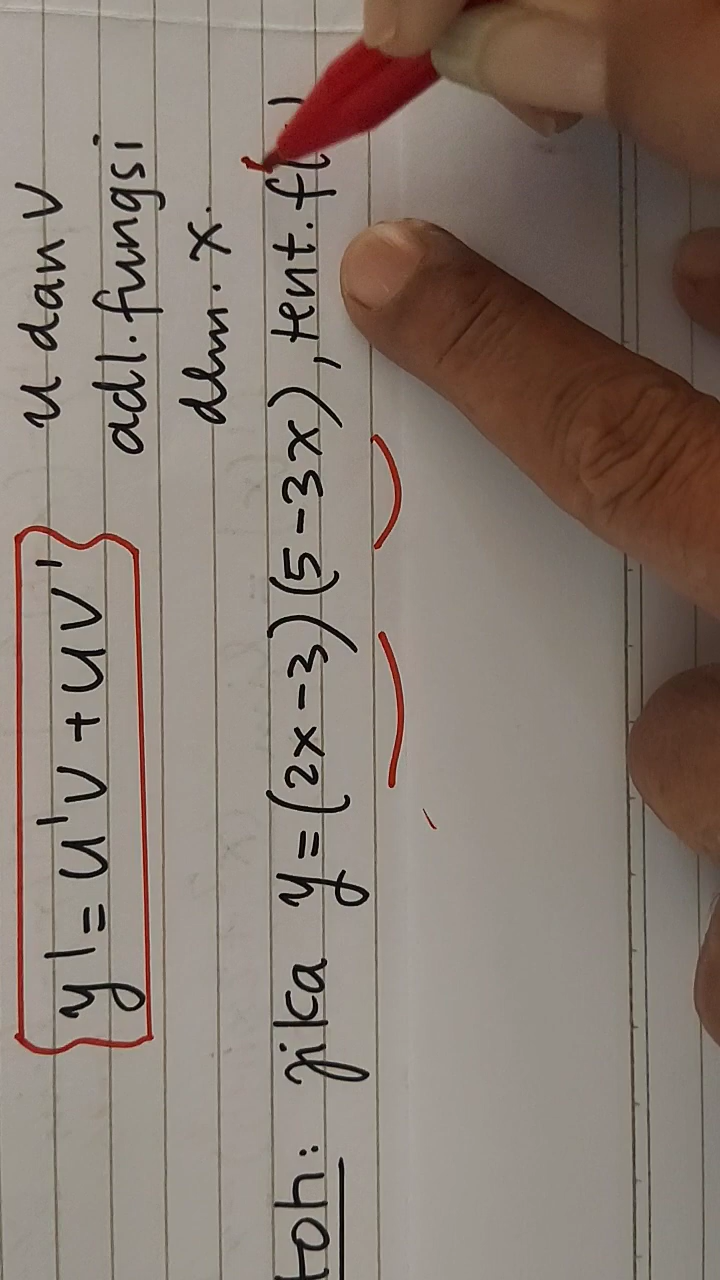 y' = u'v + uv' u dan v
adl. fungsi
dlm. x.
toh: jika y = (2x - 3)(5 - 3x), tent. f(